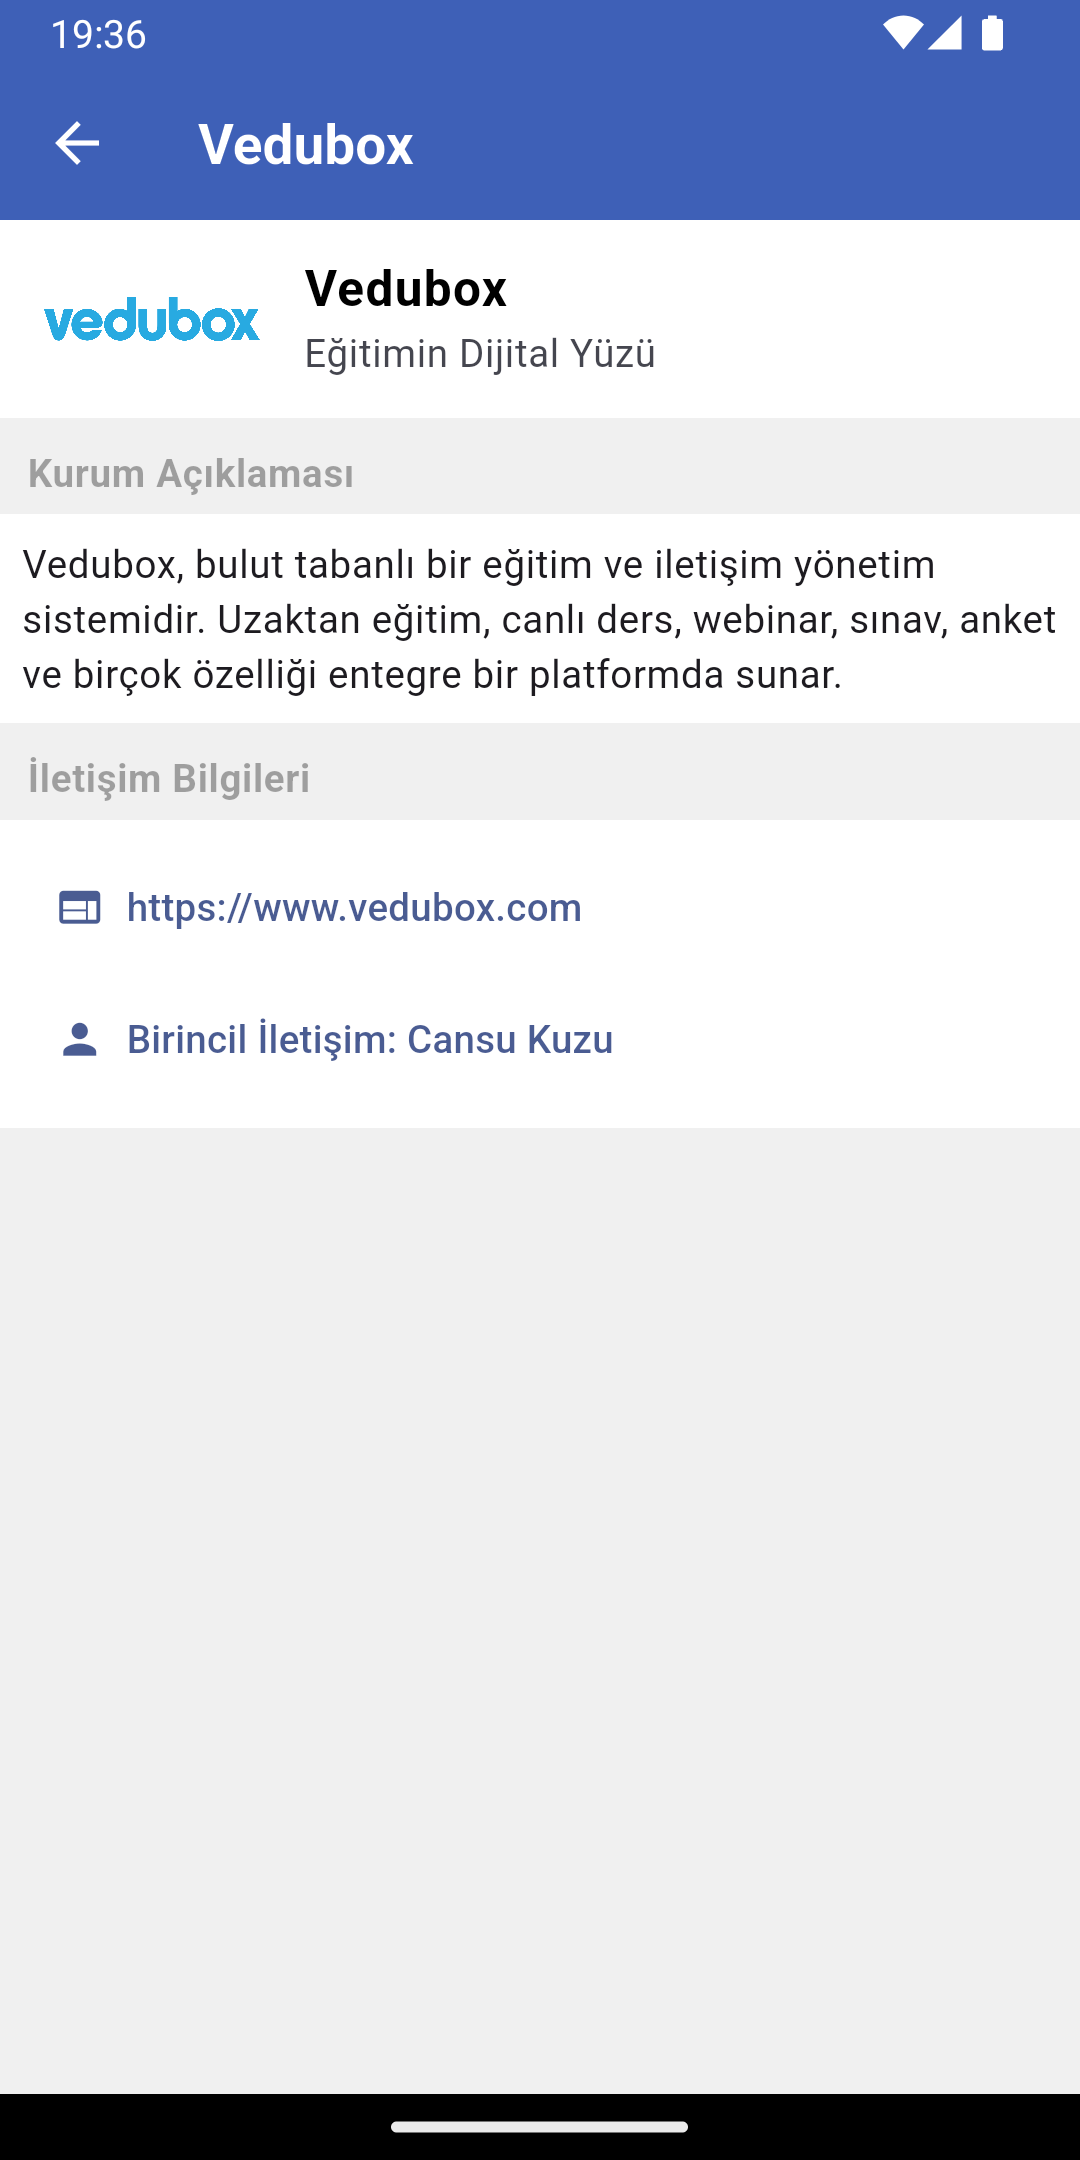 19:36
Vedubox
vedubox
Vedubox
Eğitimin Dijital Yüzü
Kurum Açıklaması
Vedubox, bulut tabanlı bir eğitim ve iletişim yönetim
sistemidir. Uzaktan eğitim, canlı ders, webinar, sınav, anket
ve birçok özelliği entegre bir platformda sunar.
İletişim Bilgileri
https://www.vedubox.com
Birincil İletişim: Cansu Kuzu